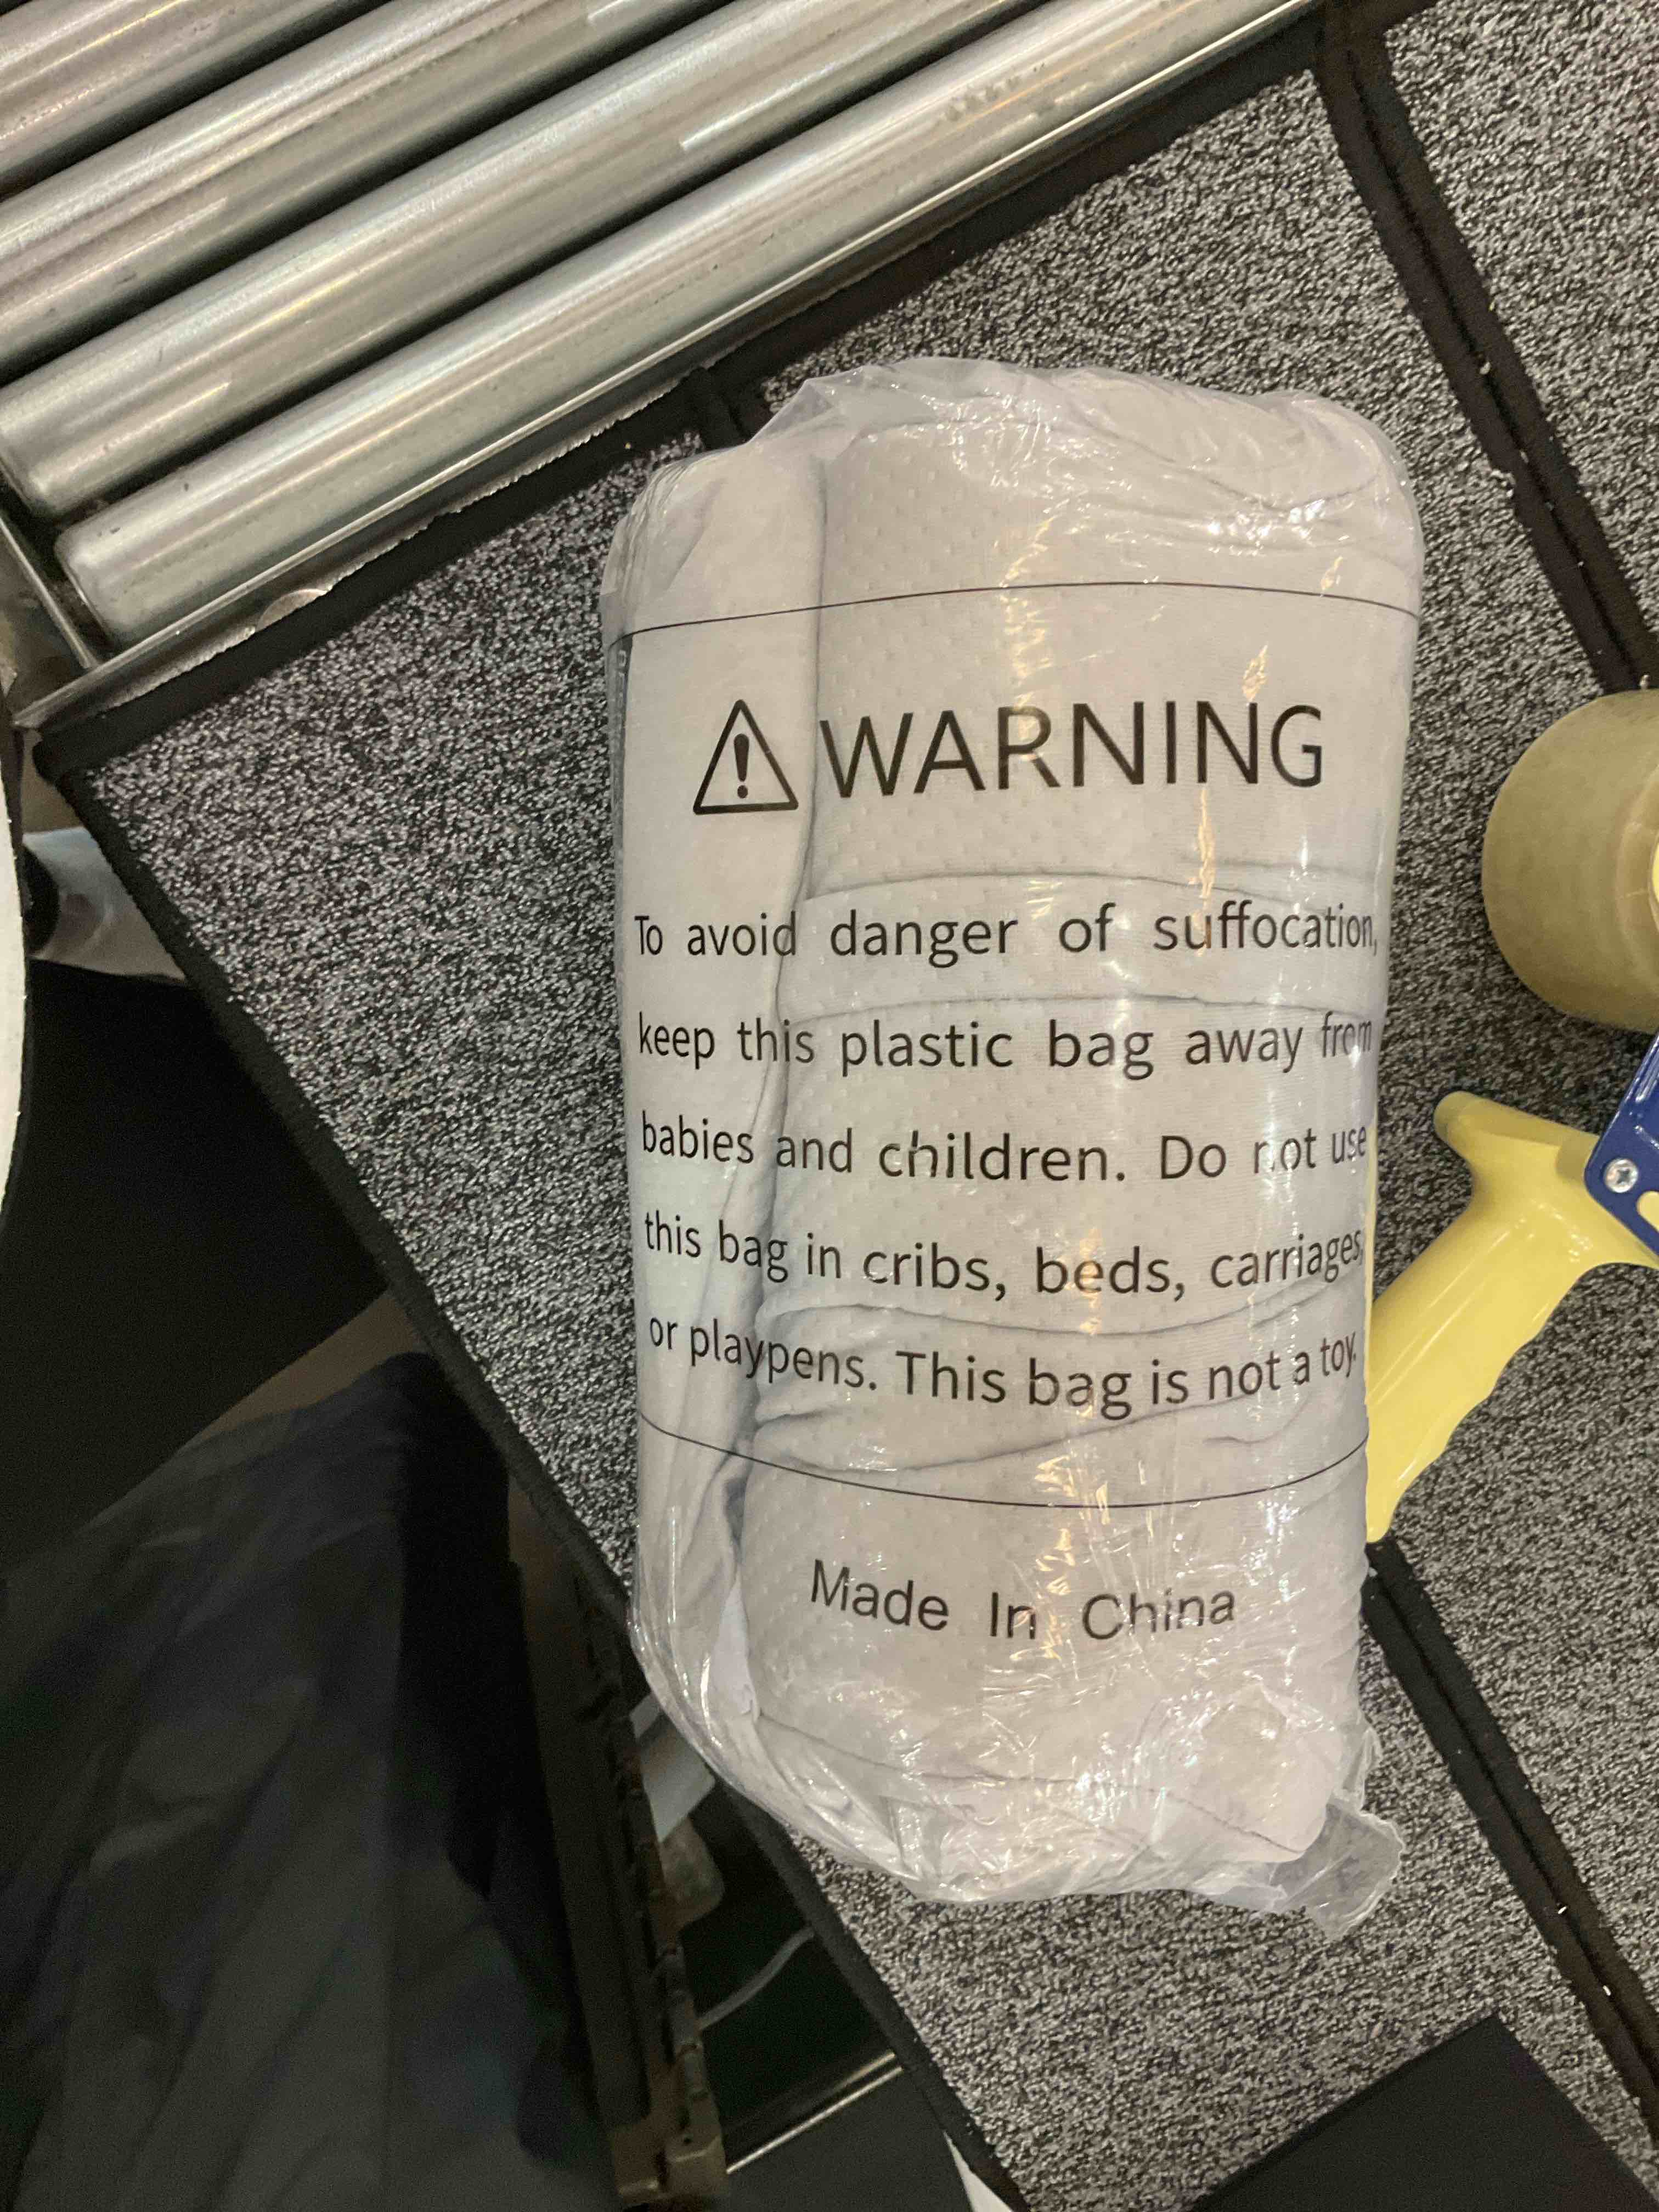 WARNING
To avoid danger of suffocation,
keep this plastic bag away from
babies and children. Do not use
this bag in cribs, beds, carriages,
or playpens. This bag is not a toy.
Made In China